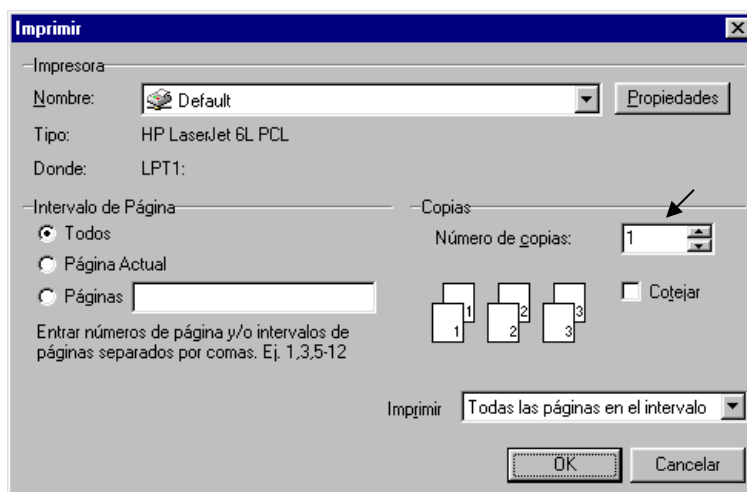 Imprimir
Impresora
Nombre: Default Propiedades
Tipo: HP LaserJet 6L PCL
Donde: LPT1:
Intervalo de Página Copias
Todos Número de copias: 1
Página Actual
Páginas Cotejar
1 1 2 2 3 3
Entrar números de página y/o intervalos de
páginas separados por comas. Ej. 1,3,5-12
Imprimir Todas las páginas en el intervalo
OK Cancelar